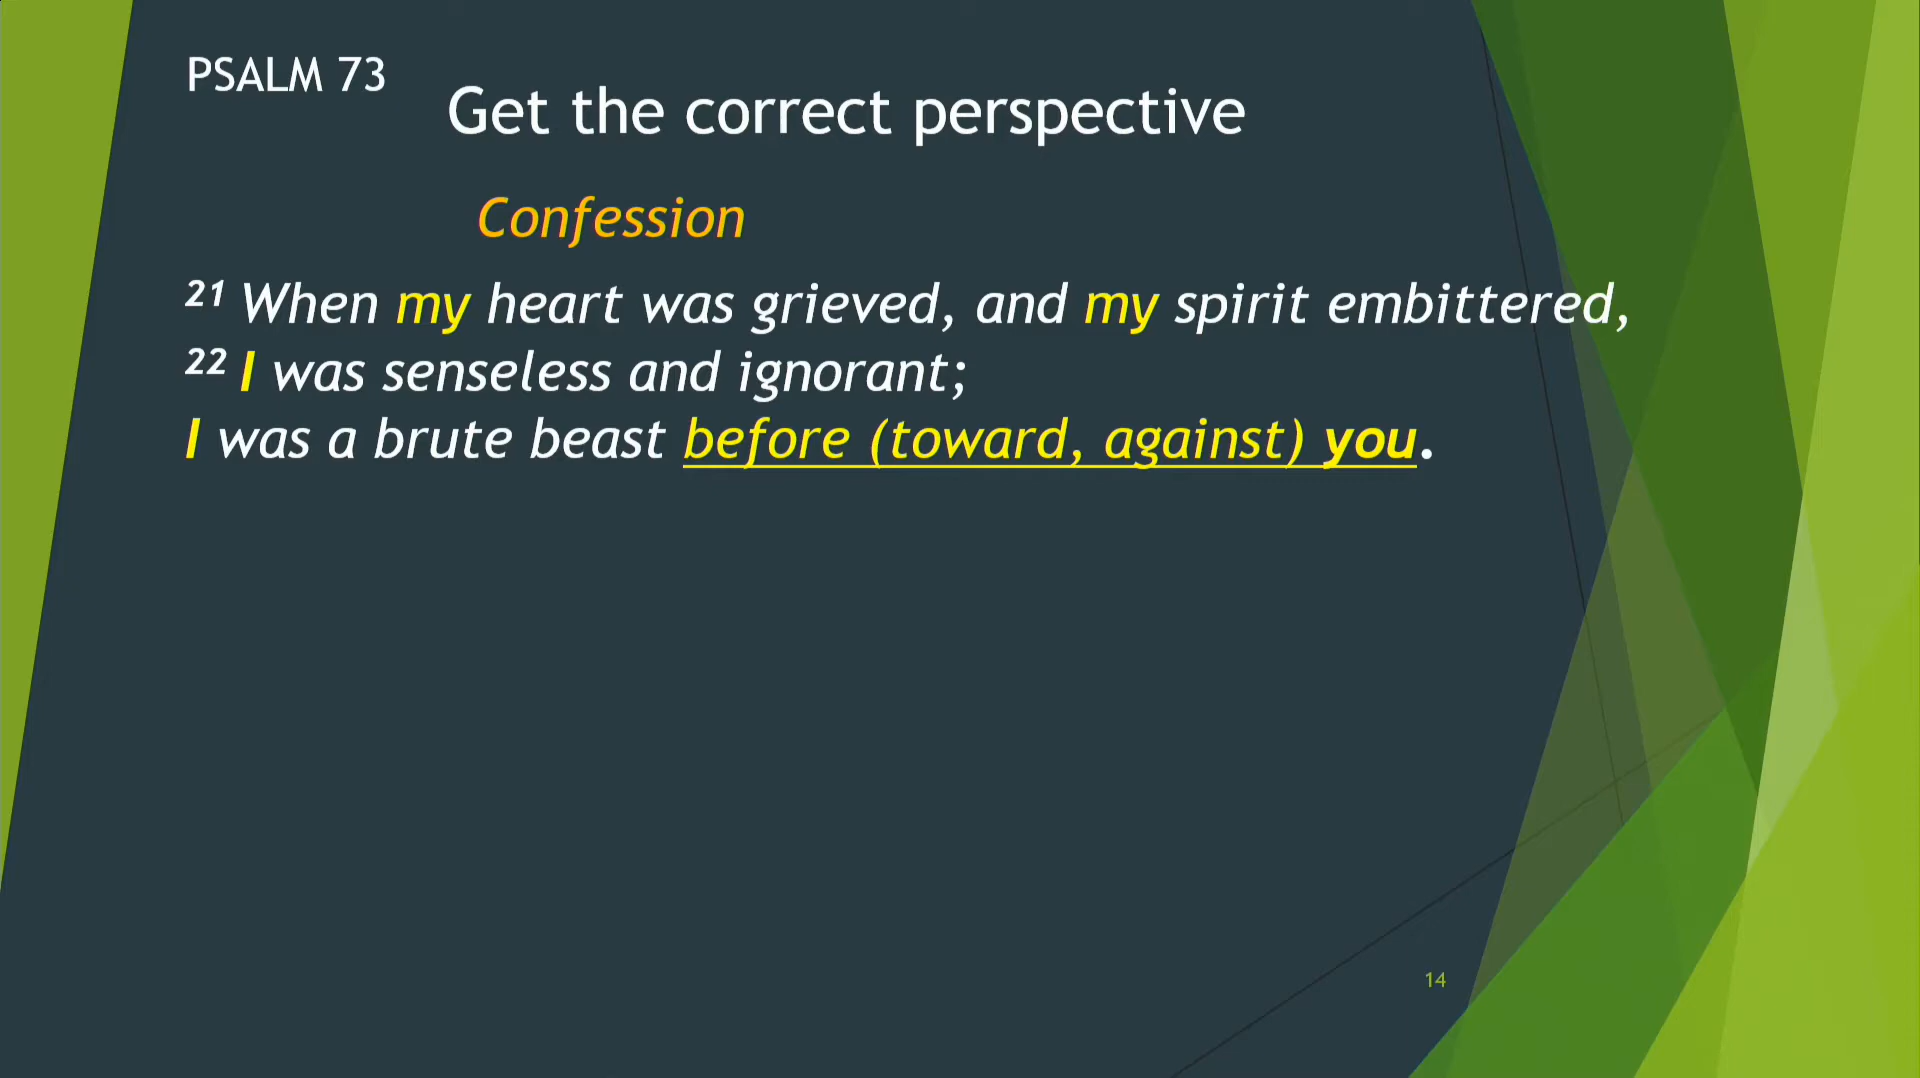 PSALM 73
Get the correct perspective
Confession
21 When my heart was grieved, and my spirit embittered,
22 I was senseless and ignorant;
I was a brute beast before (toward, against) you.
14